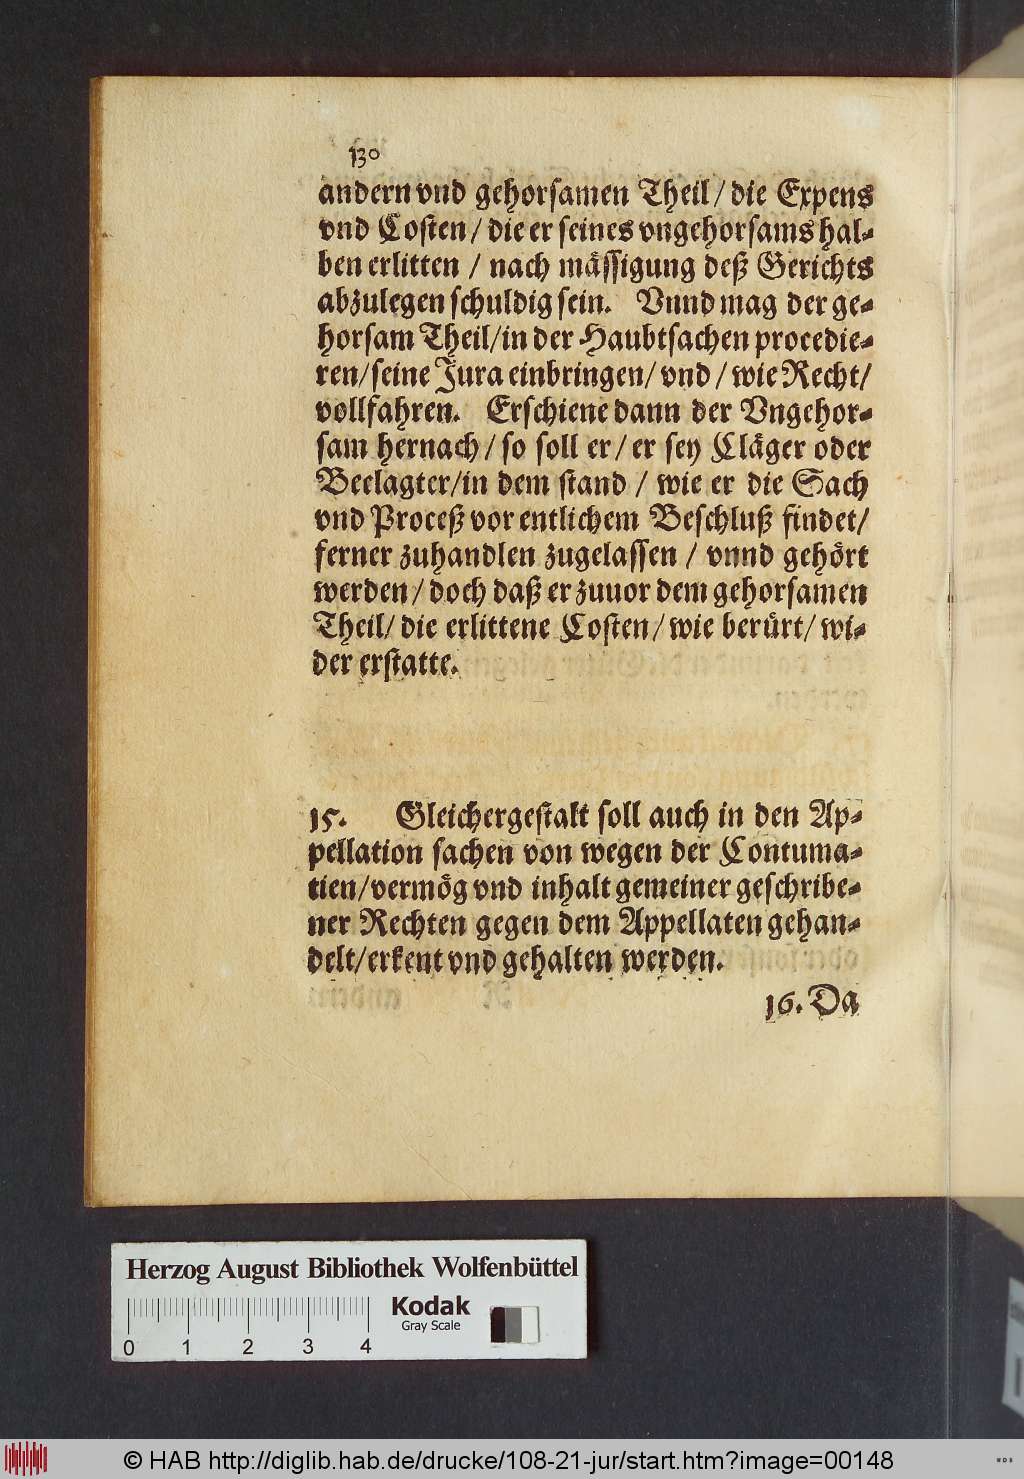 130
andern vnd gehorsamen Theil / die Expens
vnd Costen / die er seines vngehorsams hal-
ben erlitten / nach mässigung deß Gerichts
abzulegen schuldig sein. Vnnd mag der ge-
horsam Theil/in der Haubtsachen procedie-
ren/seine Jura einbringen/ vnd / wie Recht/
vollfahren. Erschiene dann der Vngehor-
sam hernach / so soll er / er sey Cläger oder
Beclagter/in dem stand / wie er die Sach
vnd Proceß vor entlichem Beschluß findet/
ferner zuhandlen zugelassen / vnnd gehört
werden / doch daß er zuuor dem gehorsamen
Theil/ die erlittene Costen / wie berürt/ wi-
der erstatte.
15. Gleichergestalt soll auch in den Ap-
pellation sachen von wegen der Contuma-
tien/vermög vnd inhalt gemeiner geschribe-
ner Rechten gegen dem Appellaten gehan-
delt/erkent vnd gehalten werden.
16. Da
Herzog August Bibliothek Wolfenbüttel
Kodak
Gray Scale
0 1 2 3 4
© HAB http://diglib.hab.de/drucke/108-21-jur/start.htm?image=00148